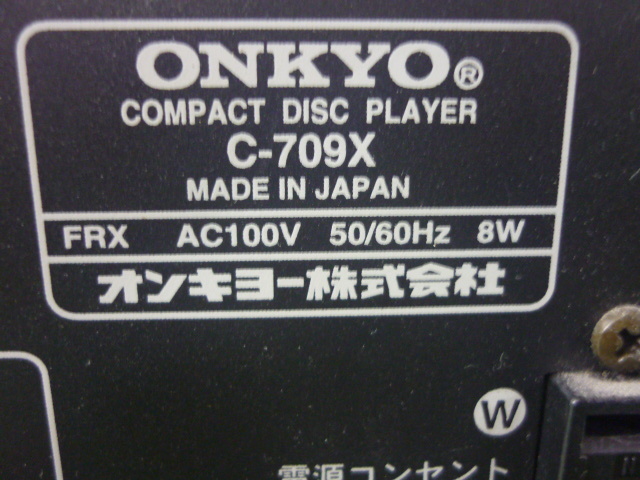 ONKYO®
COMPACT DISC PLAYER
C-709X
MADE IN JAPAN
FRX AC100V 50/60Hz 8W
オンキヨー株式会社
W
電源コンセント